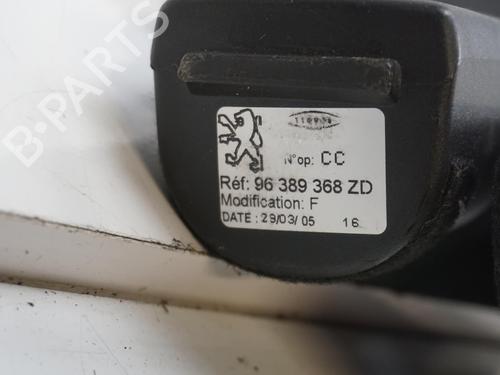 B PARTS
N°op: CC
Réf: 96 389 368 ZD
Modification: F
DATE : 29/03/ 05 16